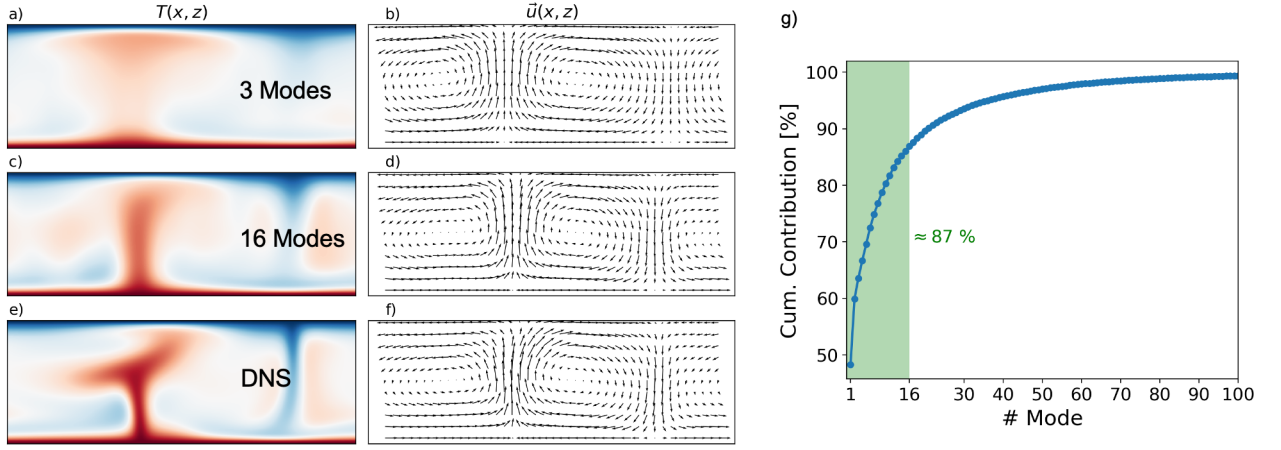 a)
T(x, z)
b)
u⃗(x, z)
3 Modes
c)
d)
16 Modes
e)
f)
DNS
g)
Cum. Contribution [%]
100
90
80
70
60
50
≈ 87 %
1
16
30
40
50
60
70
80
90
100
# Mode